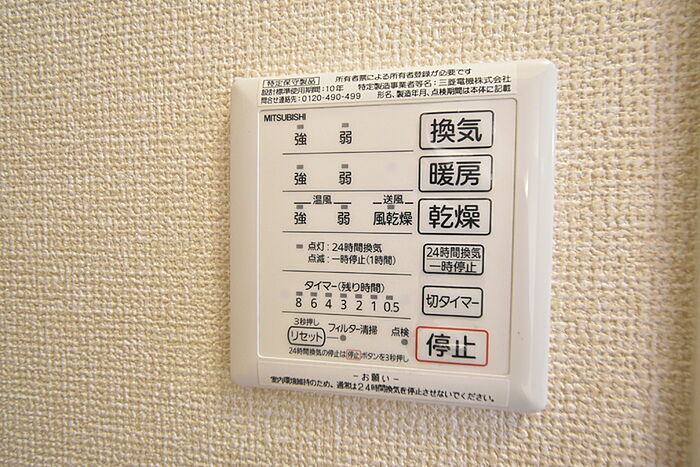 特定保守製品 所有者票による所有者登録が必要です
設計標準使用期間:10年 特定製造事業者等名:三菱電機株式会社
問合せ連絡先:0120-490-499 形名、製造年月、点検期間は本体に記載
MITSUBISHI
強 弱 換気
強 弱 暖房
温風 送風
強 弱 風乾燥 乾燥
点灯:24時間換気
点滅:一時停止(1時間)
24時間換気
一時停止
タイマー(残り時間)
8 6 4 3 2 1 0.5 切タイマー
3秒押し
リセット フィルター清掃 点検 停止
24時間換気の停止は停止ボタンを3秒押し
- お願い -
室内環境維持のため、通常は24時間換気を停止させないでください。